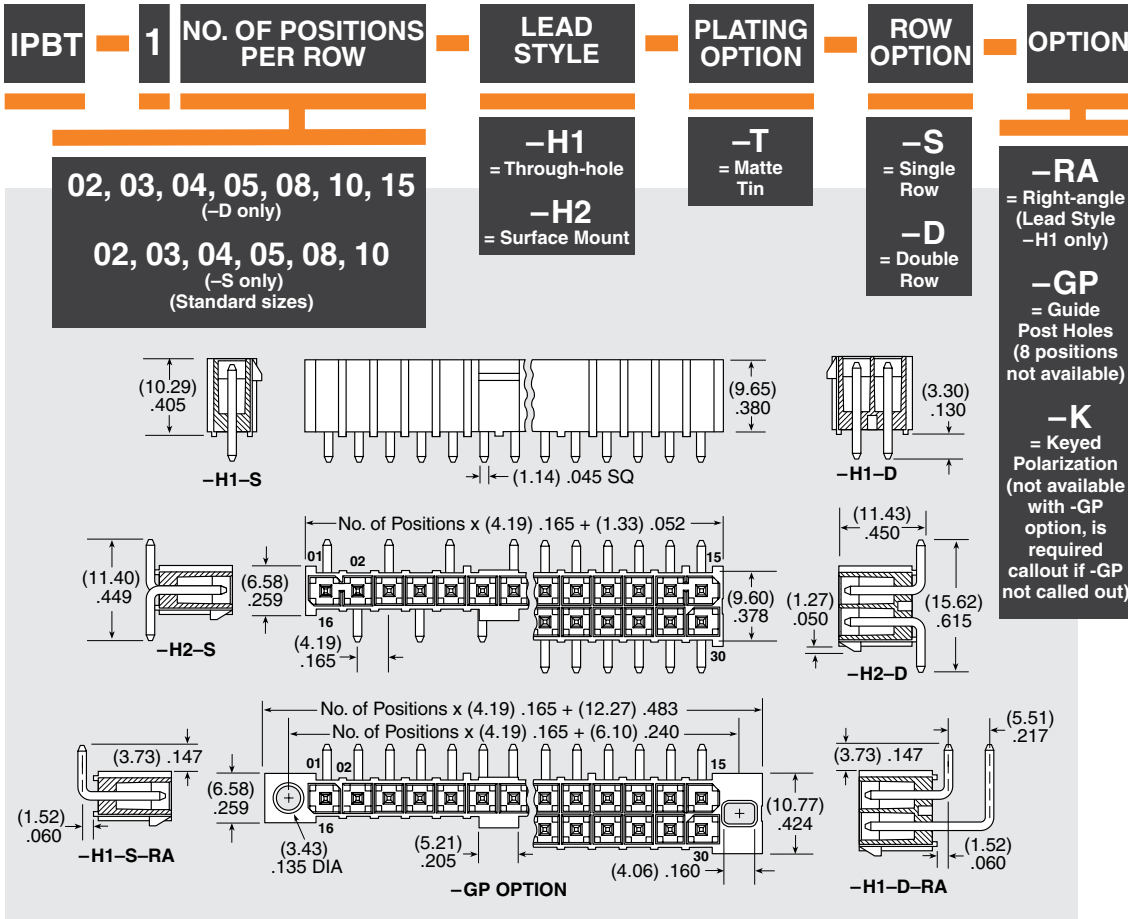 IPBT
1
NO. OF POSITIONS
PER ROW
LEAD
STYLE
PLATING
OPTION
ROW
OPTION
OPTION
02, 03, 04, 05, 08, 10, 15
(–D only)
02, 03, 04, 05, 08, 10
(–S only)
(Standard sizes)
–H1
= Through-hole
–H2
= Surface Mount
–T
= Matte
Tin
–S
= Single
Row
–D
= Double
Row
–RA
= Right-angle
(Lead Style
–H1 only)
–GP
= Guide
Post Holes
(8 positions
not available)
–K
= Keyed
Polarization
(not available
with -GP
option, is
required
callout if -GP
not called out)
(10.29)
.405
–H1–S
(9.65)
.380
(1.14) .045 SQ
(3.30)
.130
–H1–D
(11.40)
.449
–H2–S
No. of Positions x (4.19) .165 + (1.33) .052
01
02
15
(6.58)
.259
16
(4.19)
.165
(9.60)
.378
30
(11.43)
.450
(1.27)
.050
(15.62)
.615
–H2–D
(3.73) .147
(1.52)
.060
–H1–S–RA
No. of Positions x (4.19) .165 + (12.27) .483
No. of Positions x (4.19) .165 + (6.10) .240
01
02
15
(6.58)
.259
16
(3.43)
.135 DIA
(5.21)
.205
30
(4.06) .160
(10.77)
.424
–GP OPTION
(5.51)
.217
(3.73) .147
(1.52)
.060
–H1–D–RA